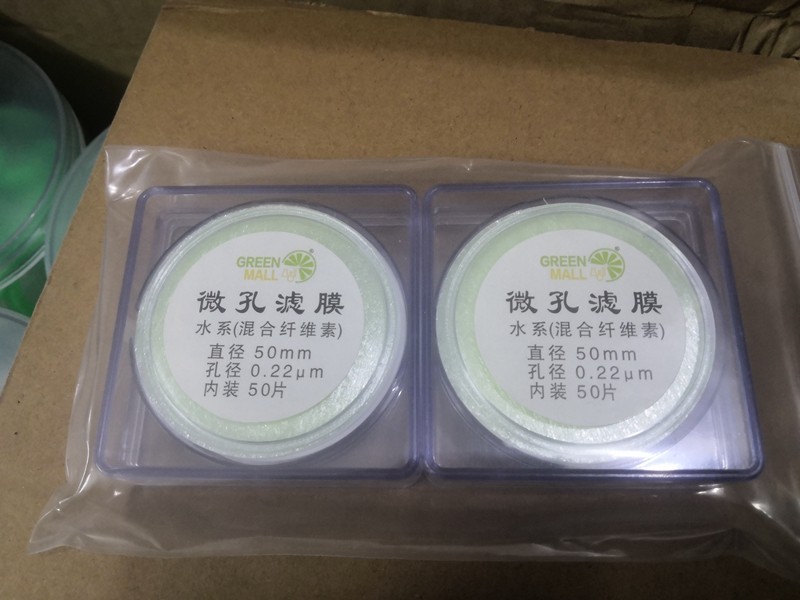 GREEN
MALL
微孔滤膜
水系(混合纤维素)
直径 50mm
孔径 0.22μm
内装 50片
GREEN
MALL
微孔滤膜
水系(混合纤维素)
直径 50mm
孔径 0.22μm
内装 50片